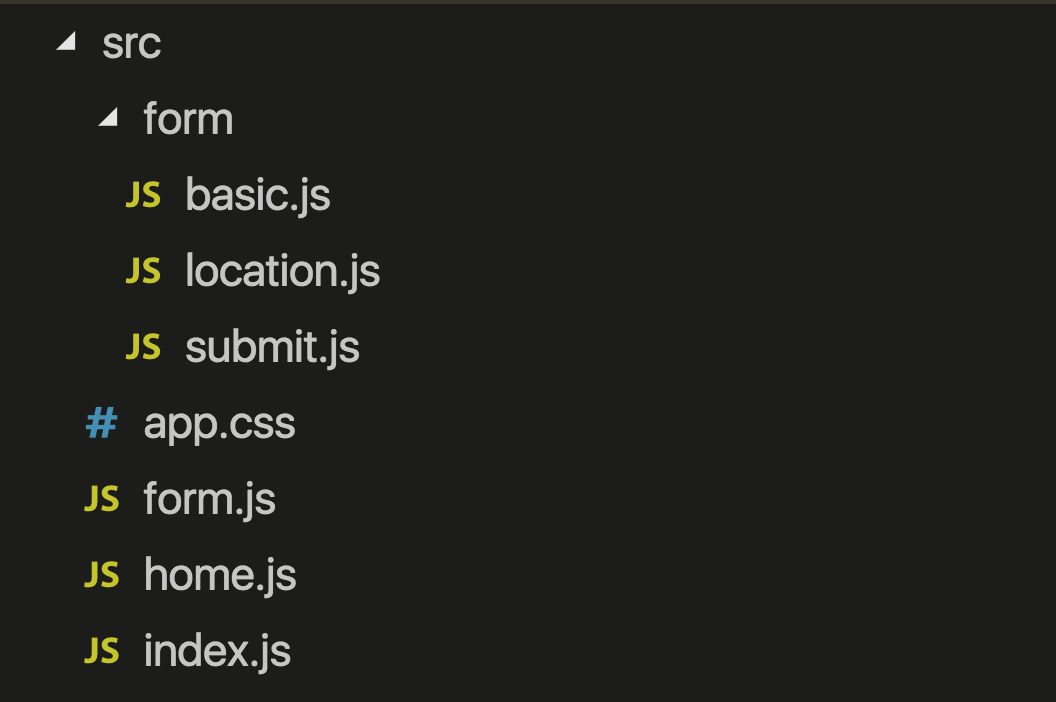 src
form
JS basic.js
JS location.js
JS submit.js
# app.css
JS form.js
JS home.js
JS index.js